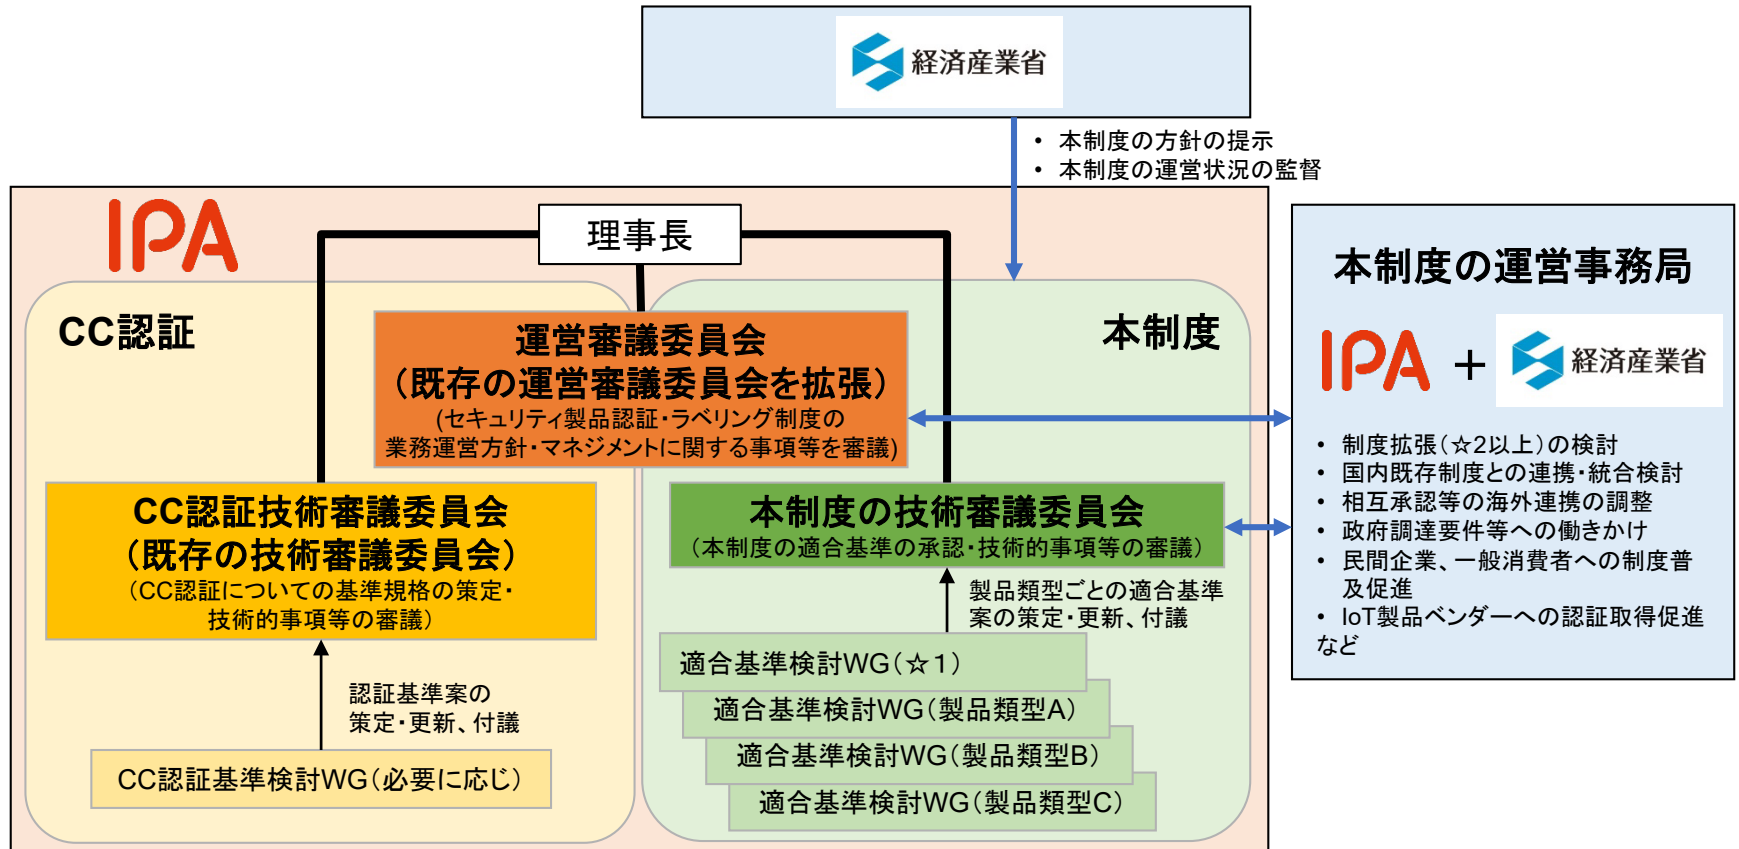 経済産業省
• 本制度の方針の提示
• 本制度の運営状況の監督
IPA
理事長
CC認証
本制度
運営審議委員会
（既存の運営審議委員会を拡張）
(セキュリティ製品認証・ラベリング制度の
業務運営方針・マネジメントに関する事項等を審議)
CC認証技術審議委員会
（既存の技術審議委員会）
（CC認証についての基準規格の策定・
技術的事項等の審議）
認証基準案の
策定・更新、付議
CC認証基準検討WG（必要に応じ）
本制度の技術審議委員会
（本制度の適合基準の承認・技術的事項等の審議）
製品類型ごとの適合基準
案の策定・更新、付議
適合基準検討WG（☆１）
適合基準検討WG（製品類型A）
適合基準検討WG（製品類型B）
適合基準検討WG（製品類型C）
本制度の運営事務局
IPA + 経済産業省
• 制度拡張（☆2以上）の検討
• 国内既存制度との連携・統合検討
• 相互承認等の海外連携の調整
• 政府調達要件等への働きかけ
• 民間企業、一般消費者への制度普
及促進
• IoT製品ベンダーへの認証取得促進
など